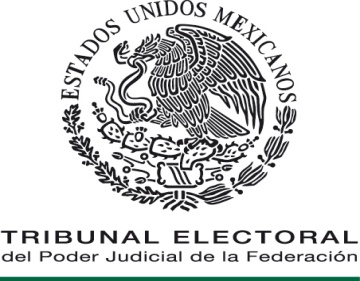 ESTADOS UNIDOS MEXICANOS
TRIBUNAL ELECTORAL
del Poder Judicial de la Federación